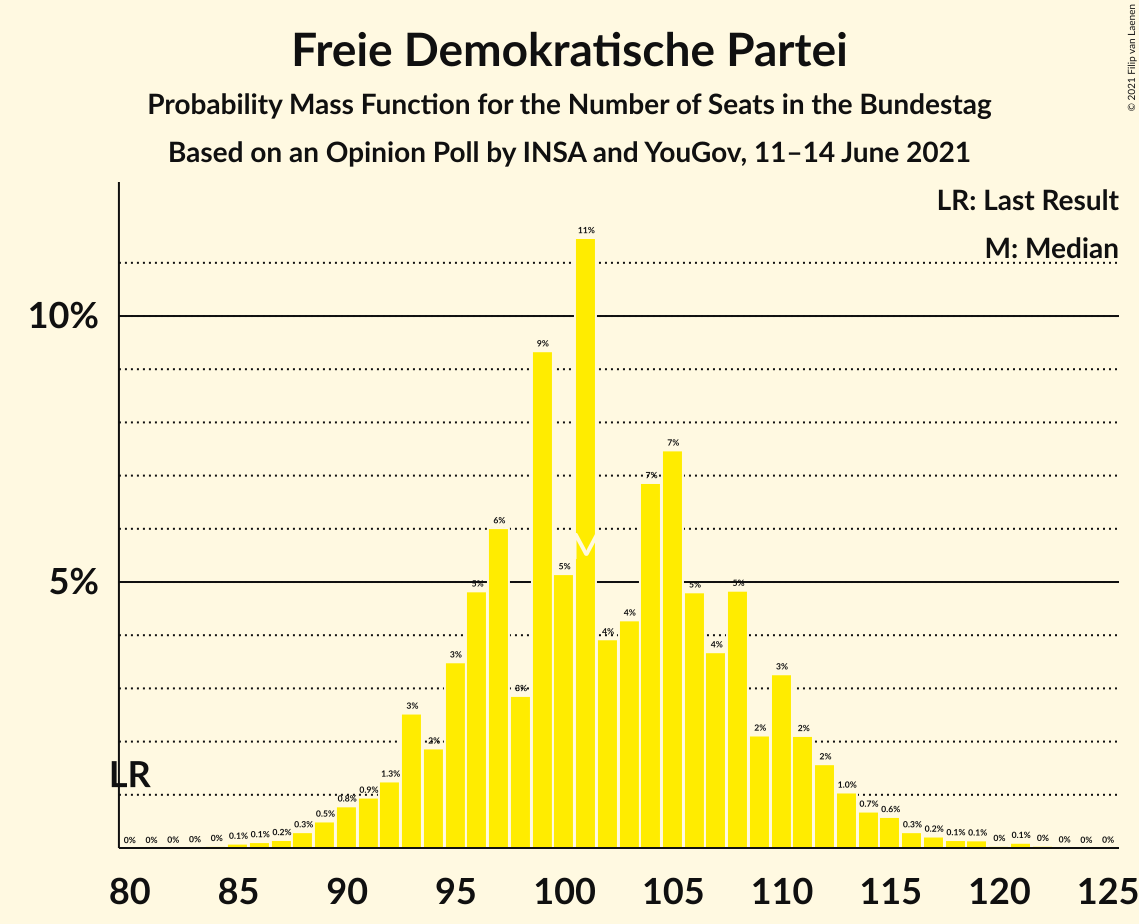 Freie Demokratische Partei
Probability Mass Function for the Number of Seats in the Bundestag
Based on an Opinion Poll by INSA and YouGov, 11–14 June 2021
© 2021 Filip van Laenen
LR: Last Result
M: Median
10%
5%
LR
0% 0% 0% 0% 0% 0.1% 0.1% 0.2% 0.3% 0.5% 0.8% 0.9% 1.3% 3% 2% 3% 5% 6% 3% 9% 5% 11% 4% 4% 7% 7% 5% 4% 5% 2% 3% 2% 2% 1.0% 0.7% 0.6% 0.3% 0.2% 0.1% 0.1% 0% 0.1% 0% 0% 0% 0%
M
80 85 90 95 100 105 110 115 120 125